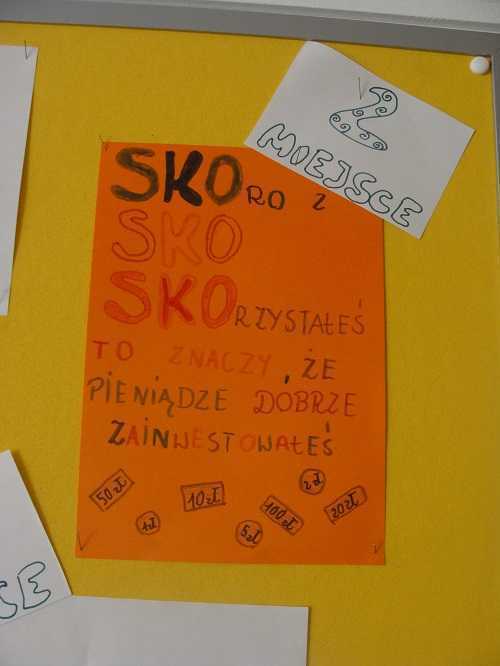 2
MIEJSCE
SKORO Z
SKO
SKORZYSTAŁEŚ
TO ZNACZY, ŻE
PIENIĄDZE DOBRZE
ZAINWESTOWAŁEŚ
50 zł 10 zł 100 zł 2 zł 20 zł
1 zł 5 zł
CE